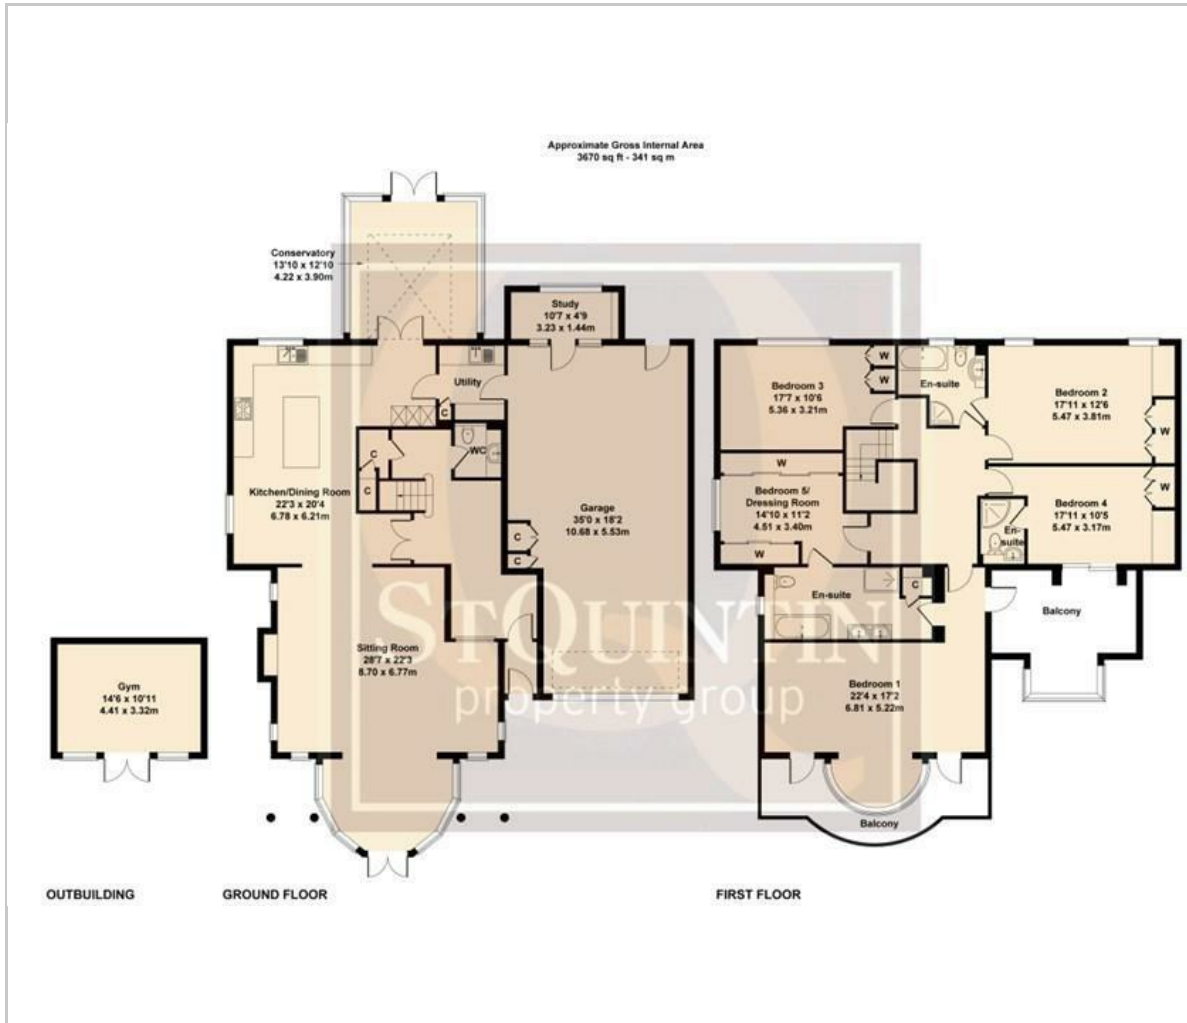 Approximate Gross Internal Area
3670 sq ft - 341 sq m
Conservatory
13'10 x 12'10
4.22 x 3.90m
Study
10'7 x 4'9
3.23 x 1.44m
Utility
C
WC
C
C
Kitchen/Dining Room
22'3 x 20'4
6.78 x 6.21m
Garage
35'0 x 18'2
10.68 x 5.53m
C
C
Sitting Room
28'7 x 22'3
8.70 x 6.77m
Gym
14'6 x 10'11
4.41 x 3.32m
Bedroom 3
17'7 x 10'6
5.36 x 3.21m
W
W
En-suite
Bedroom 2
17'11 x 12'6
5.47 x 3.81m
W
W
Bedroom 5/
Dressing Room
14'10 x 11'2
4.51 x 3.40m
W
Bedroom 4
17'11 x 10'5
5.47 x 3.17m
W
En-
suite
En-suite
C
Balcony
Bedroom 1
22'4 x 17'2
6.81 x 5.22m
Balcony
STQUINTIN
property group
OUTBUILDING
GROUND FLOOR
FIRST FLOOR